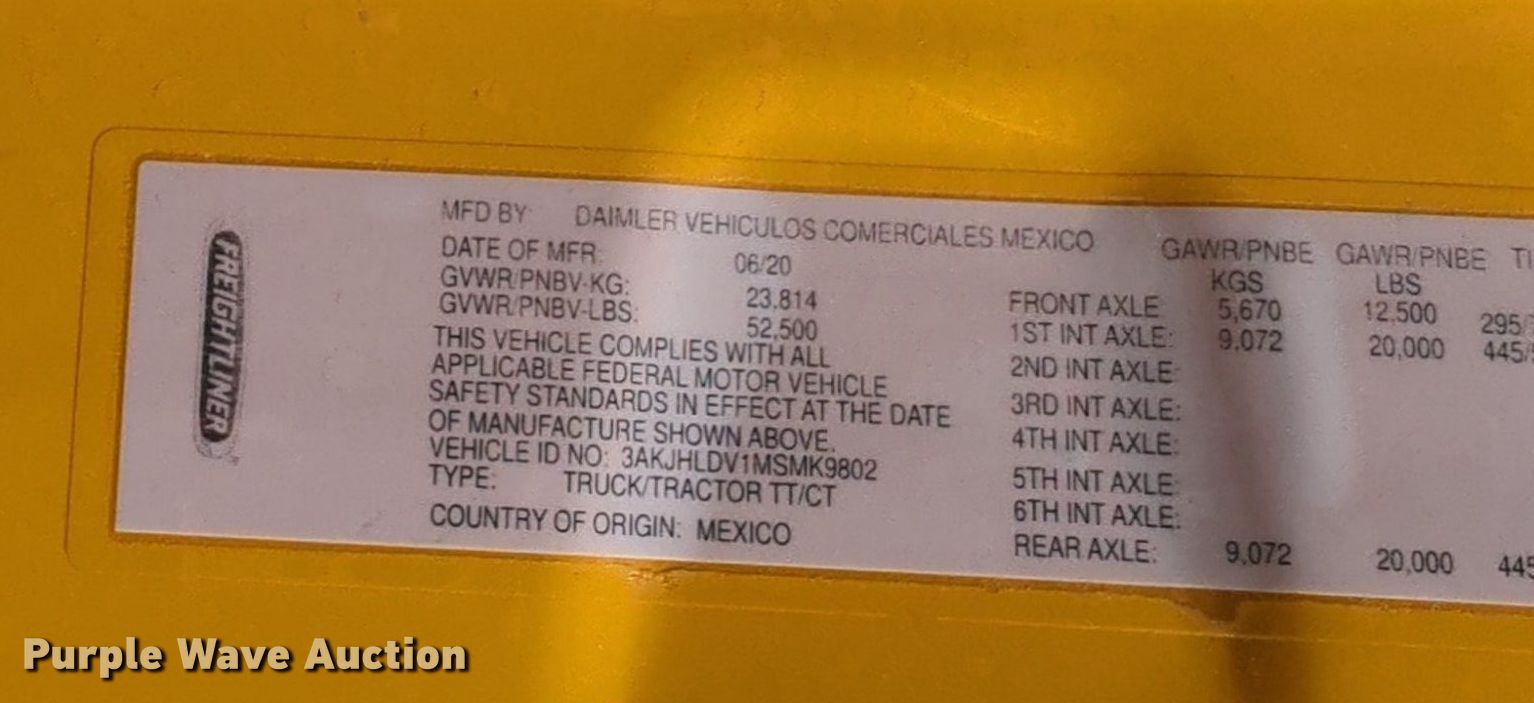 FREIGHTLINER
MFD BY: DAIMLER VEHICULOS COMERCIALES MEXICO
DATE OF MFR: 06/20
GVWR/PNBV-KG: 23,814
GVWR/PNBV-LBS: 52,500
THIS VEHICLE COMPLIES WITH ALL
APPLICABLE FEDERAL MOTOR VEHICLE
SAFETY STANDARDS IN EFFECT AT THE DATE
OF MANUFACTURE SHOWN ABOVE.
VEHICLE ID NO: 3AKJHLDV1MSMK9802
TYPE: TRUCK/TRACTOR TT/CT
COUNTRY OF ORIGIN: MEXICO
GAWR/PNBE GAWR/PNBE TI
KGS LBS
FRONT AXLE: 5,670 12,500 295/
1ST INT AXLE: 9,072 20,000 445/
2ND INT AXLE:
3RD INT AXLE:
4TH INT AXLE:
5TH INT AXLE:
6TH INT AXLE:
REAR AXLE: 9,072 20,000 445
Purple Wave Auction